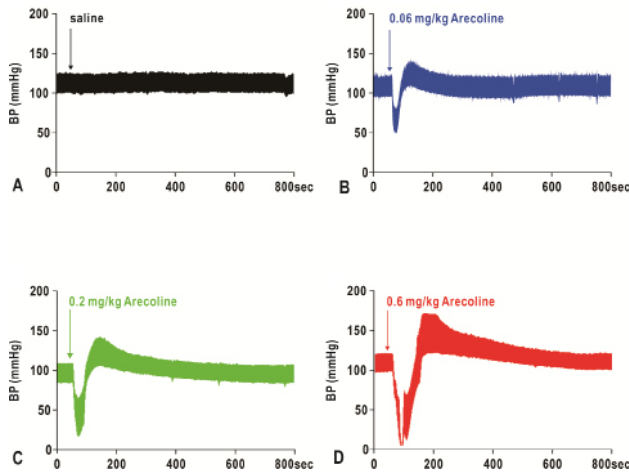 saline
200
150
100
50
0
BP (mmHg)
0 200 400 600 800sec
A
0.06 mg/kg Arecoline
200
150
100
50
0
BP (mmHg)
0 200 400 600 800sec
B
0.2 mg/kg Arecoline
200
150
100
50
0
BP (mmHg)
0 200 400 600 800sec
C
0.6 mg/kg Arecoline
200
150
100
50
0
BP (mmHg)
0 200 400 600 800sec
D